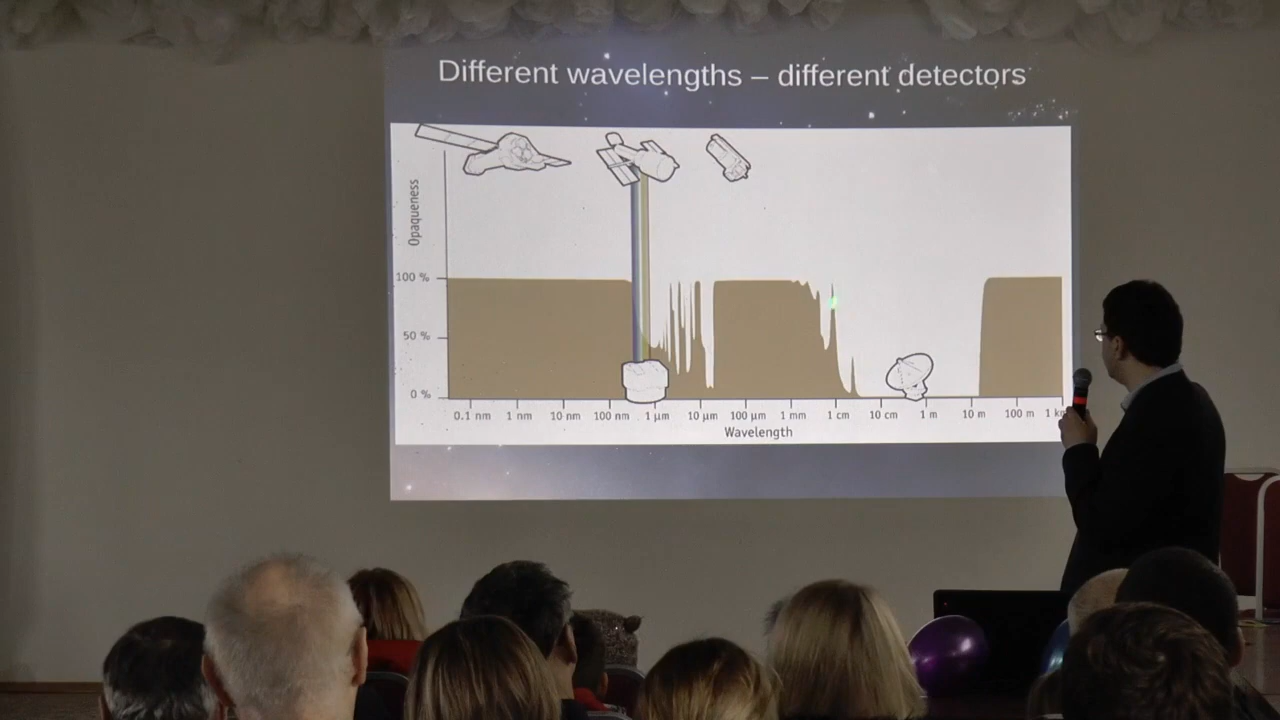 Different wavelengths – different detectors
Opaqueness
100 %
50 %
0 %
0.1 nm 1 nm 10 nm 100 nm 1 µm 10 µm 100 µm 1 mm 1 cm 10 cm 1 m 10 m 100 m 1
Wavelength